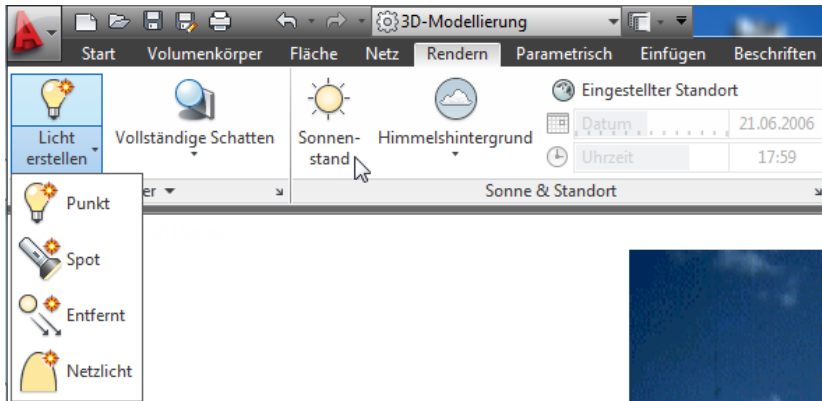 3D-Modellierung
Start Volumenkörper Fläche Netz Rendern Parametrisch Einfügen Beschriften
Licht
erstellen
Vollständige Schatten
Sonnen-
stand
Himmelshintergrund
Eingestellter Standort
Datum 21.06.2006
Uhrzeit 17:59
er
Sonne & Standort
Punkt
Spot
Entfernt
Netzlicht